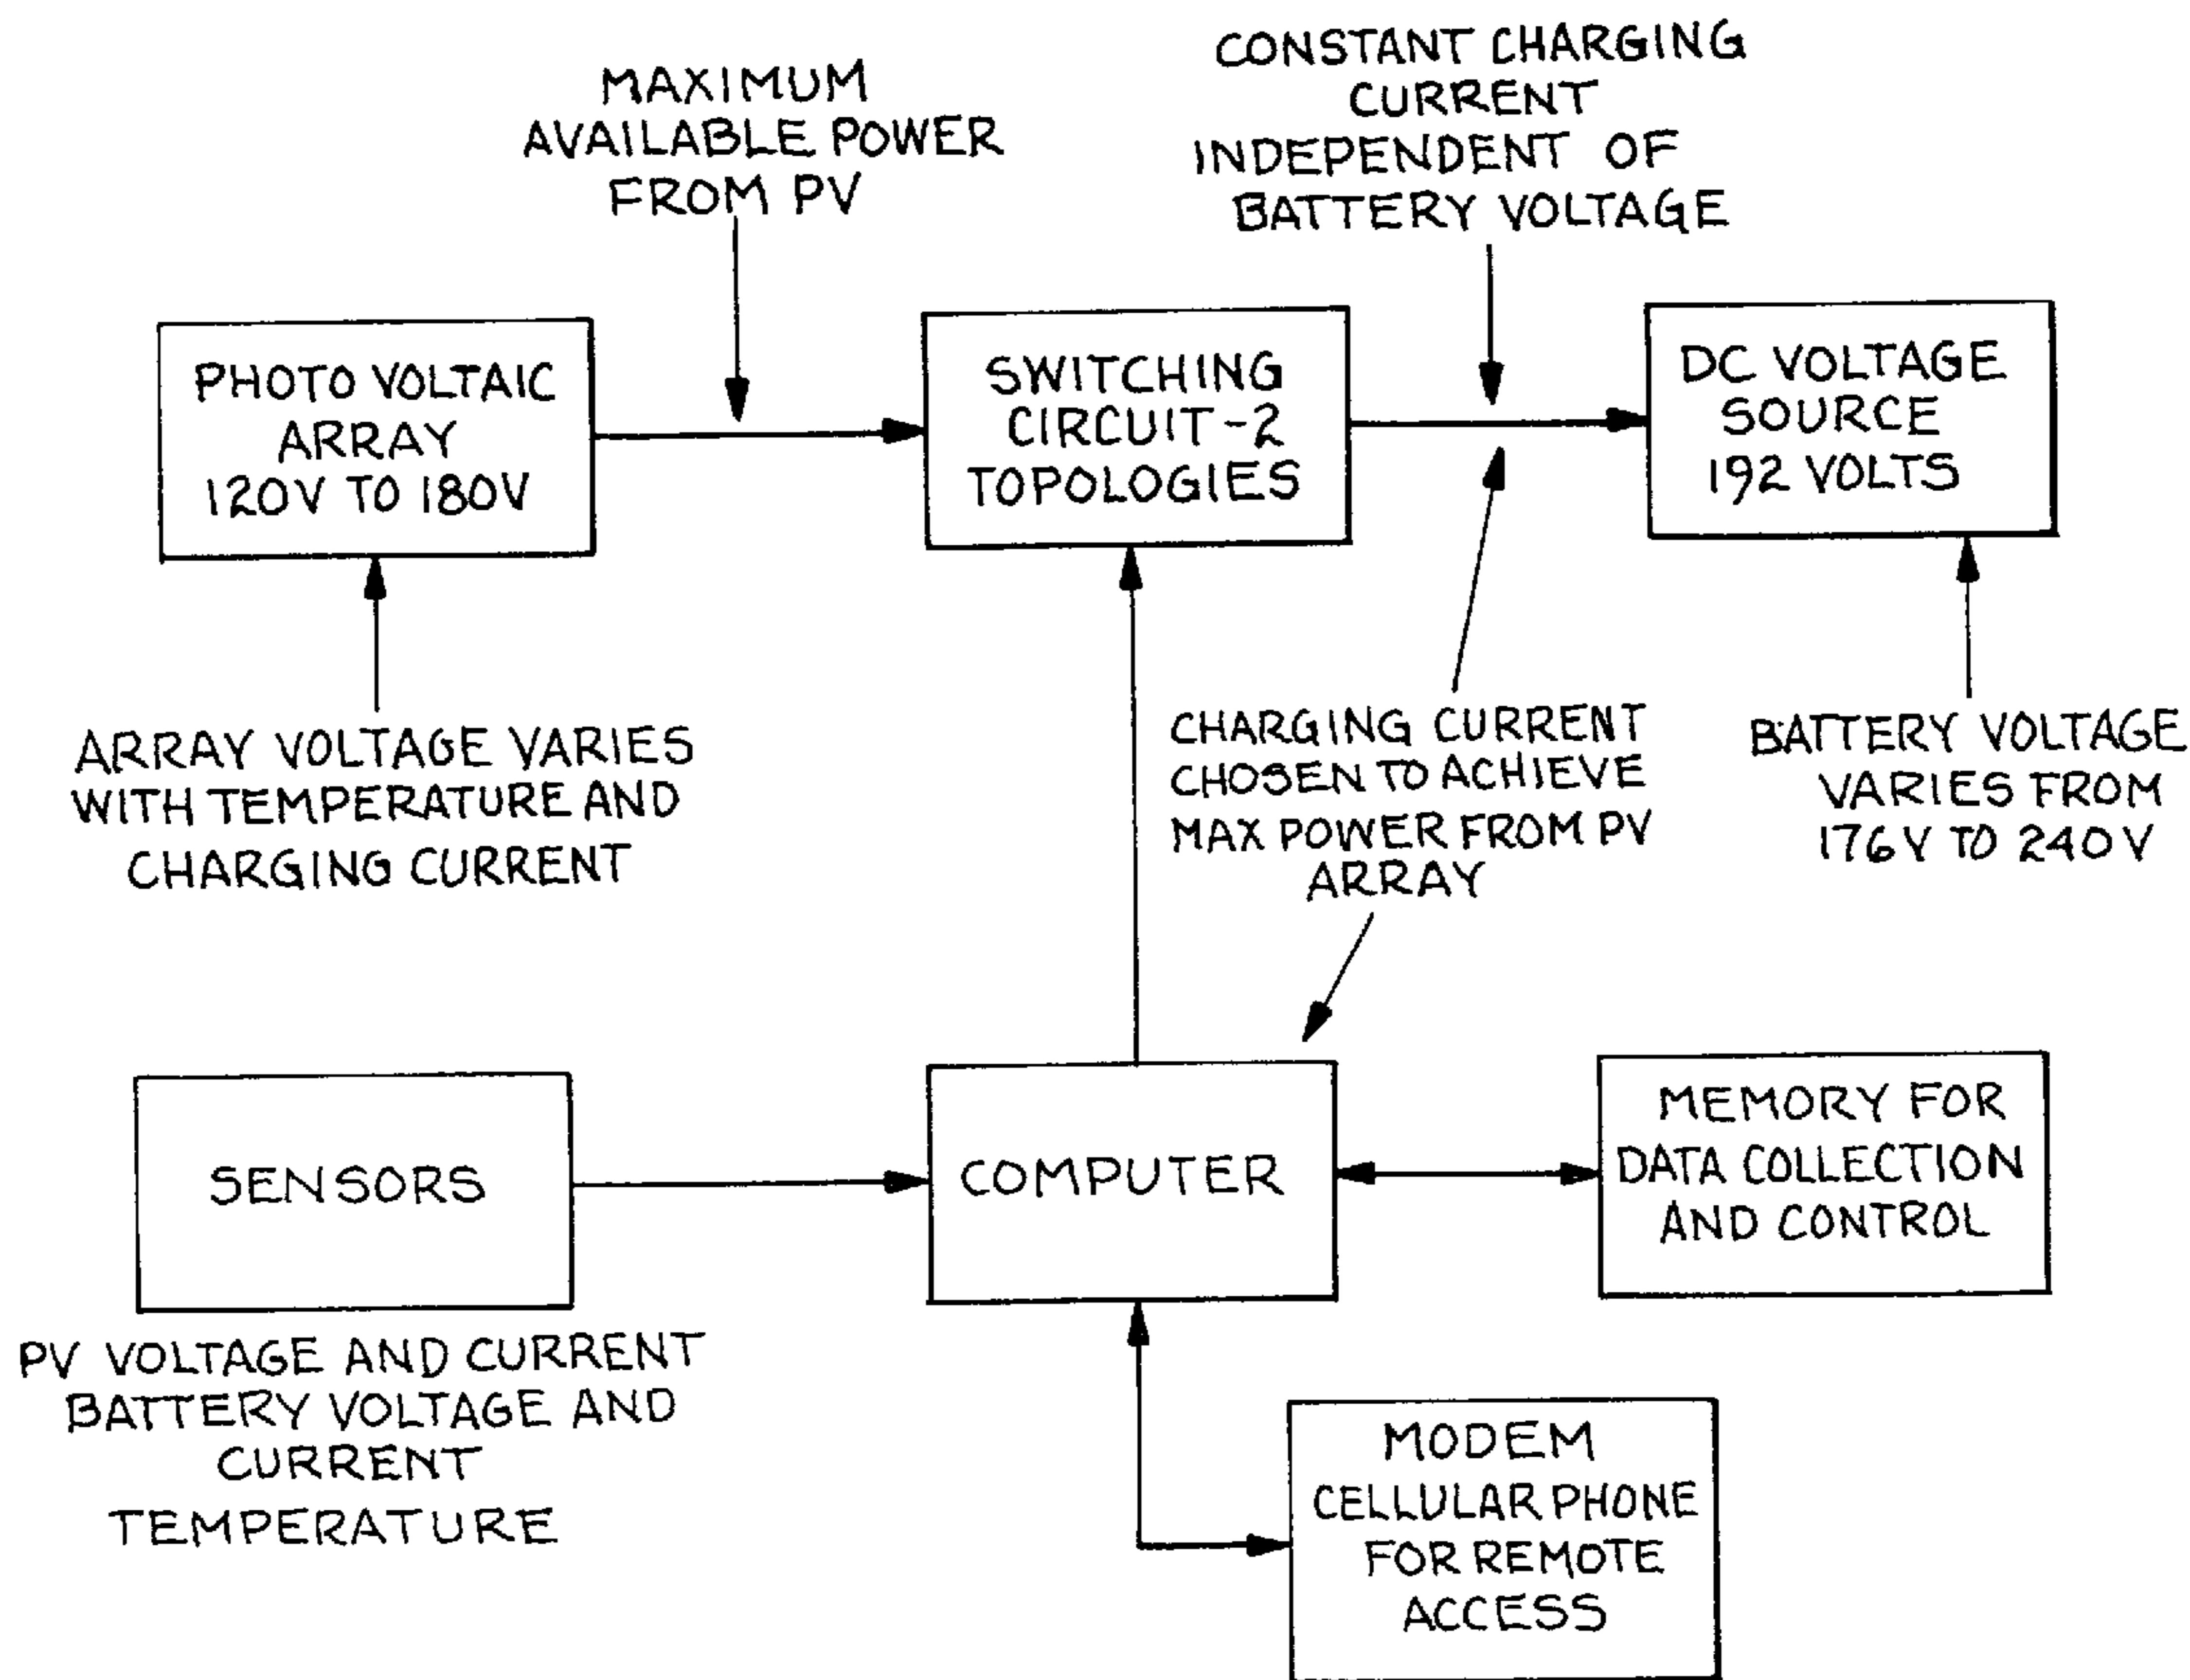 MAXIMUM
AVAILABLE POWER
FROM PV
CONSTANT CHARGING
CURRENT
INDEPENDENT OF
BATTERY VOLTAGE
PHOTO VOLTAIC
ARRAY
120V TO 180V
SWITCHING
CIRCUIT-2
TOPOLOGIES
DC VOLTAGE
SOURCE
192 VOLTS
ARRAY VOLTAGE VARIES
WITH TEMPERATURE AND
CHARGING CURRENT
CHARGING CURRENT
CHOSEN TO ACHIEVE
MAX POWER FROM PV
ARRAY
BATTERY VOLTAGE
VARIES FROM
176V TO 240V
SENSORS
COMPUTER
MEMORY FOR
DATA COLLECTION
AND CONTROL
PV VOLTAGE AND CURRENT
BATTERY VOLTAGE AND
CURRENT
TEMPERATURE
MODEM
CELLULAR PHONE
FOR REMOTE
ACCESS